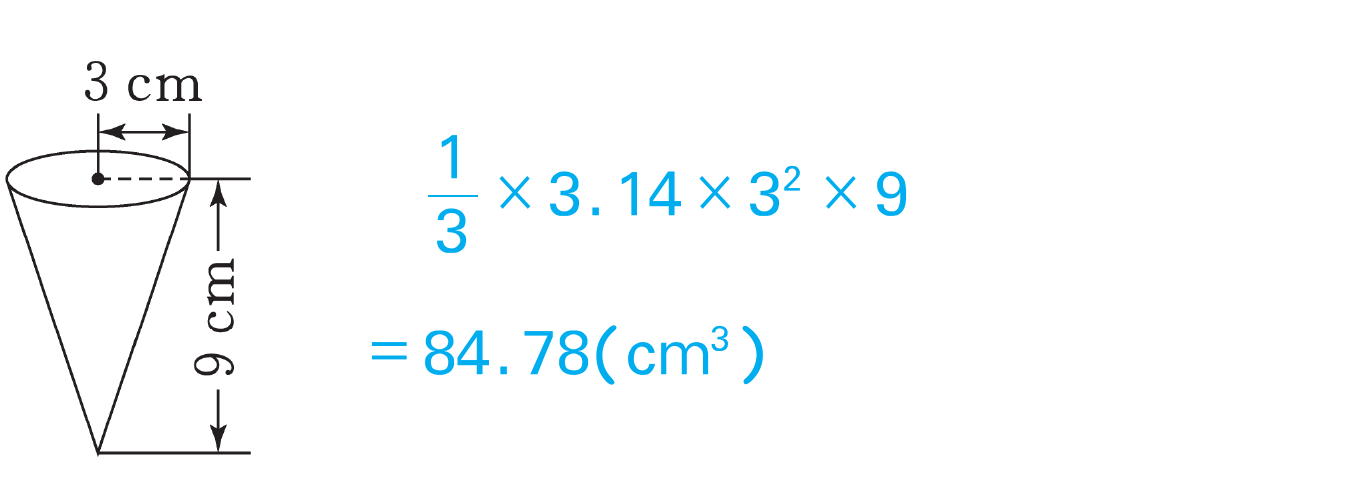 3 cm
9 cm
1/3 × 3.14 × 3² × 9
= 84.78(cm³)